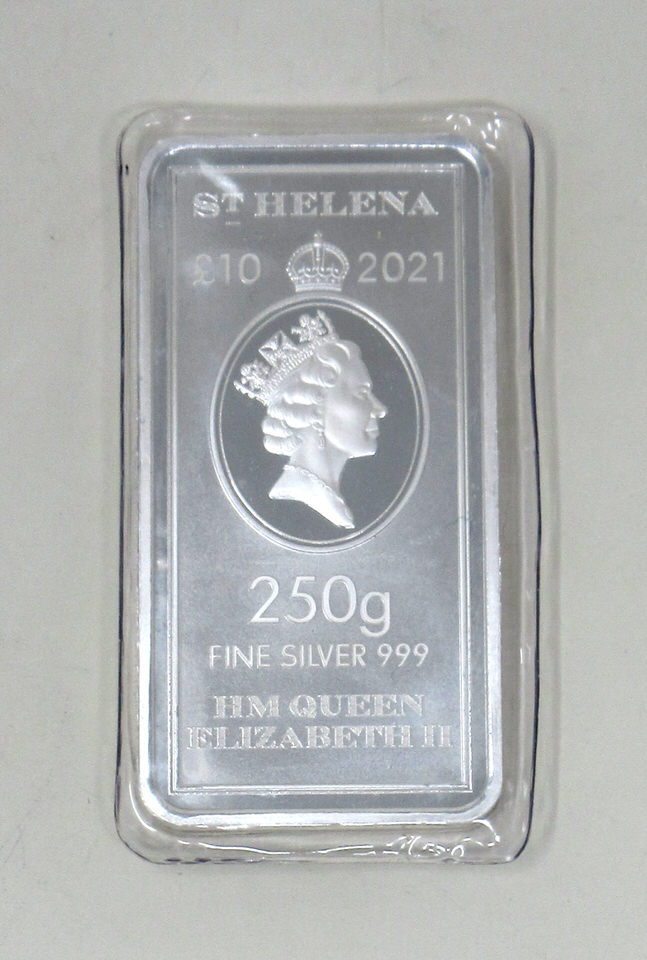 ST HELENA
£10 2021
250g
FINE SILVER 999
HM QUEEN
ELIZABETH II